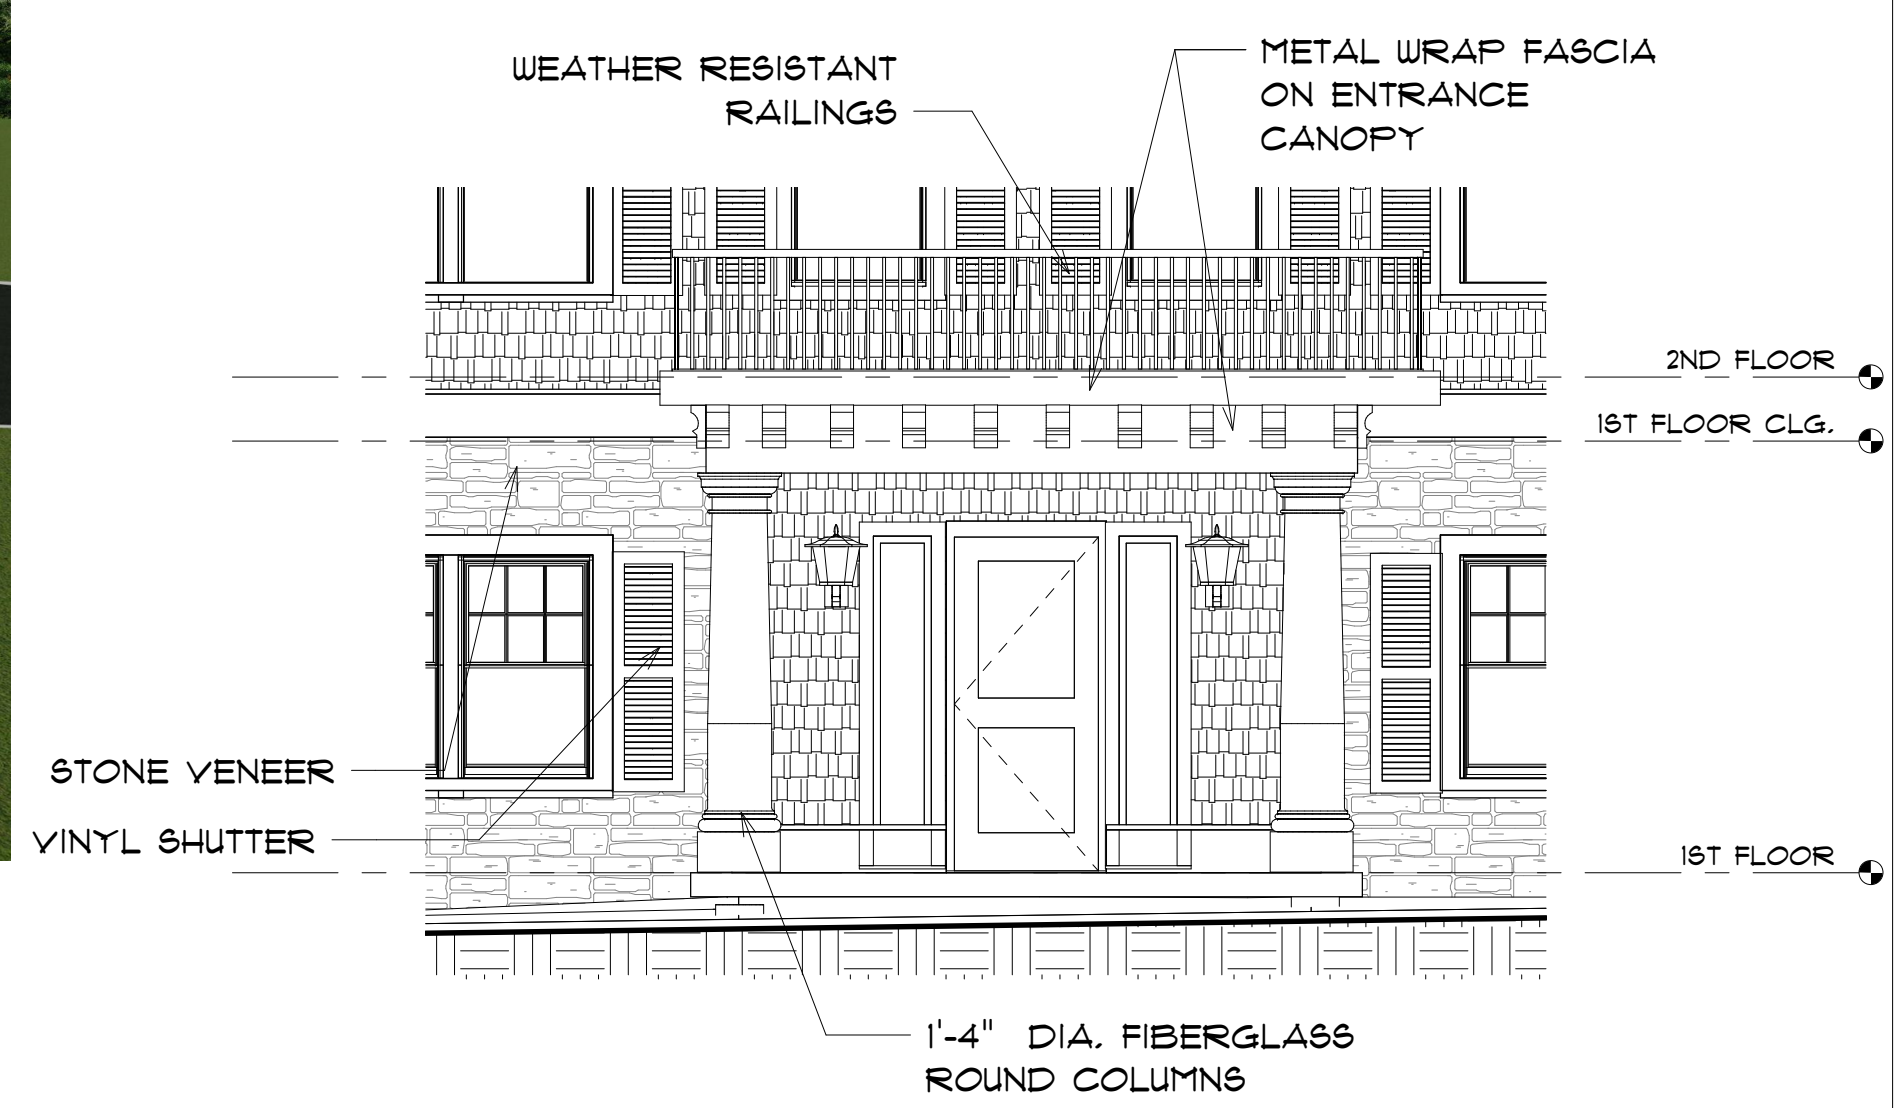 WEATHER RESISTANT
RAILINGS
METAL WRAP FASCIA
ON ENTRANCE
CANOPY
2ND FLOOR
1ST FLOOR CLG.
STONE VENEER
VINYL SHUTTER
1ST FLOOR
1'-4" DIA. FIBERGLASS
ROUND COLUMNS